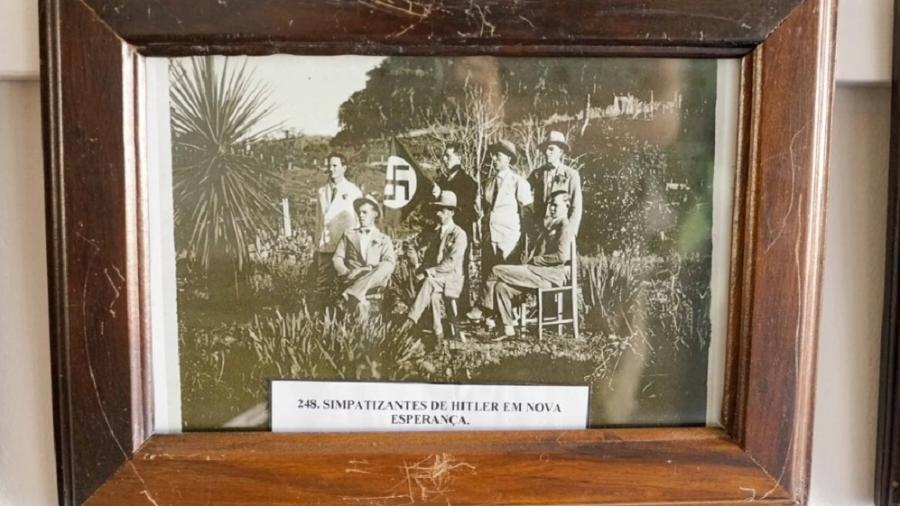 248. SIMPATIZANTES DE HITLER EM NOVA
ESPERANÇA.